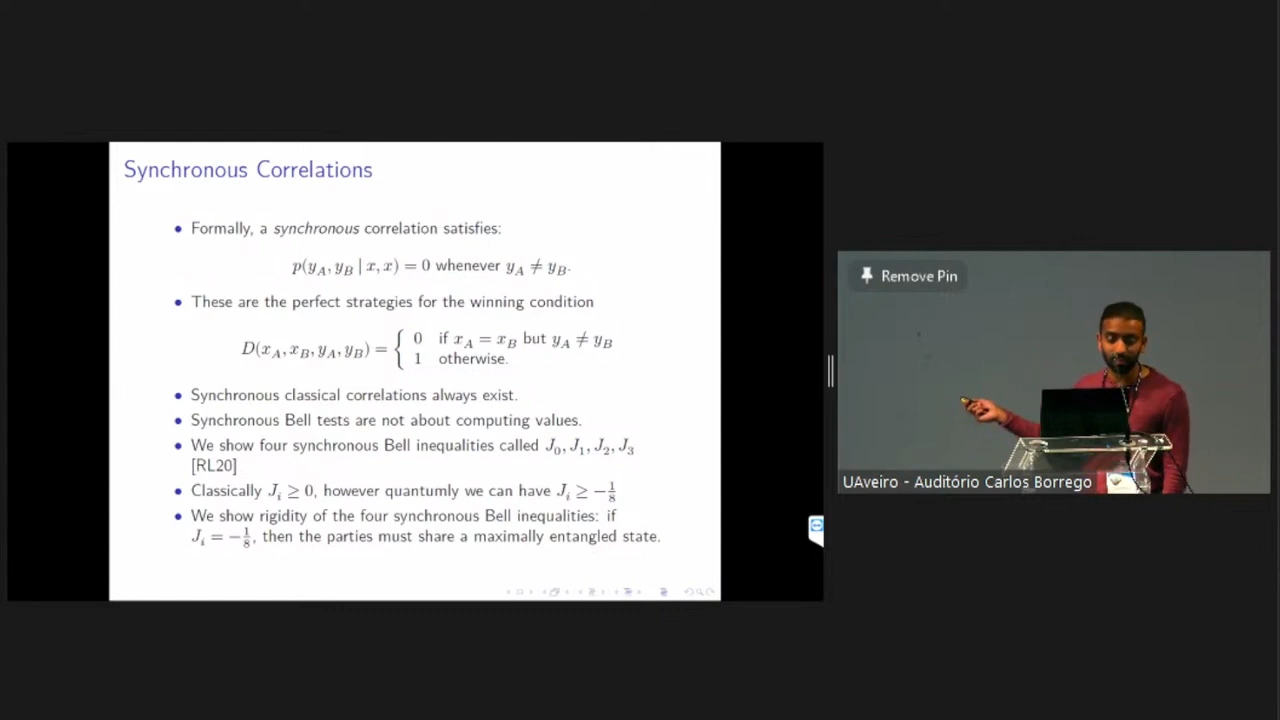 Synchronous Correlations
• Formally, a synchronous correlation satisfies:
p(y_A, y_B | x, x) = 0 whenever y_A ≠ y_B.
• These are the perfect strategies for the winning condition
D(x_A, x_B, y_A, y_B) = { 0 if x_A = x_B but y_A ≠ y_B
1 otherwise.
• Synchronous classical correlations always exist.
• Synchronous Bell tests are not about computing values.
• We show four synchronous Bell inequalities called J_0, J_1, J_2, J_3
[RL20]
• Classically J_i ≥ 0, however quantumly we can have J_i ≥ −1/8
• We show rigidity of the four synchronous Bell inequalities: if
J_i = −1/8, then the parties must share a maximally entangled state.
Remove Pin
UAveiro - Auditório Carlos Borrego